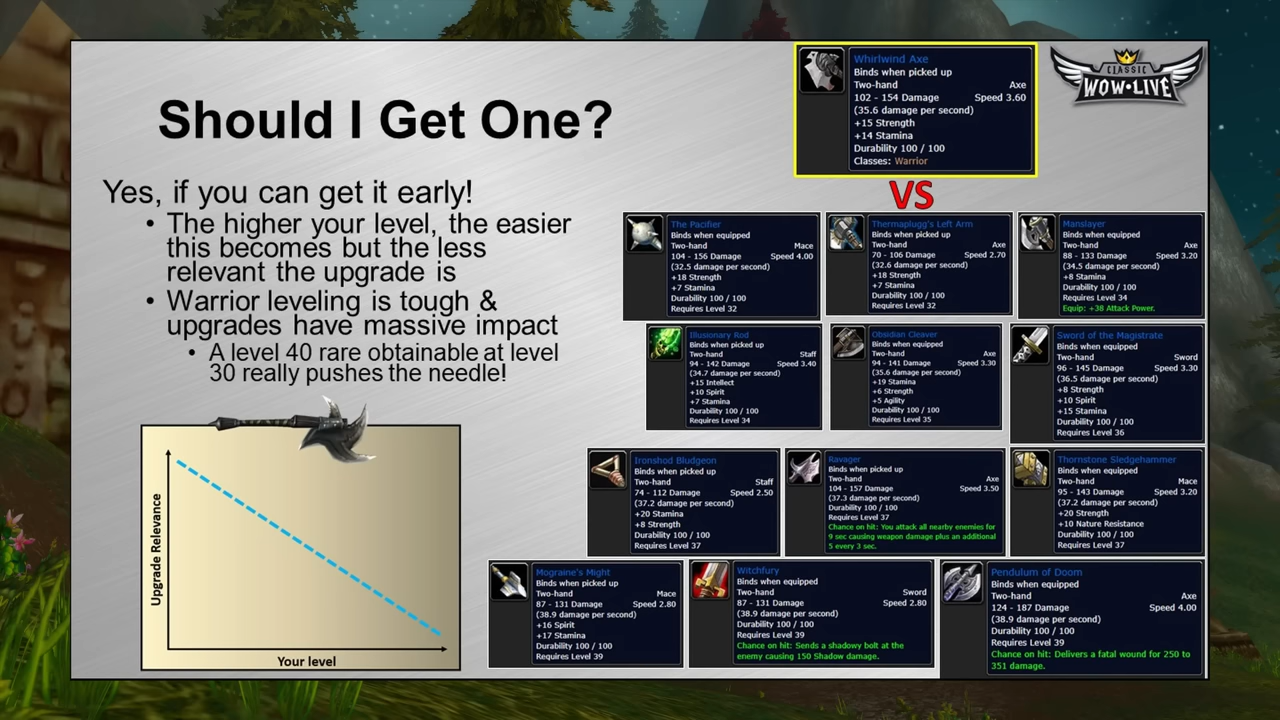 Should I Get One?
Yes, if you can get it early!
• The higher your level, the easier
this becomes but the less
relevant the upgrade is
• Warrior leveling is tough &
upgrades have massive impact
• A level 40 rare obtainable at level
30 really pushes the needle!
Upgrade Relevance
Your level
Whirlwind Axe
Binds when picked up
Two-hand Axe
102 - 154 Damage Speed 3.60
(35.6 damage per second)
+15 Strength
+14 Stamina
Durability 100 / 100
Classes: Warrior
CLASSIC
WOW•LIVE
VS
The Pacifier
Binds when equipped
Two-hand Mace
104 - 156 Damage Speed 4.00
(32.5 damage per second)
+18 Strength
+7 Stamina
Durability 100 / 100
Requires Level 32
Thermaplugg's Left Arm
Binds when picked up
Two-hand Axe
70 - 106 Damage Speed 2.70
(32.6 damage per second)
+18 Strength
+7 Stamina
Durability 100 / 100
Requires Level 32
Manslayer
Binds when equipped
Two-hand Axe
88 - 133 Damage Speed 3.20
(34.5 damage per second)
+8 Stamina
Durability 100 / 100
Requires Level 34
Equip: +38 Attack Power.
Illusionary Rod
Binds when picked up
Two-hand Staff
94 - 142 Damage Speed 3.40
(34.7 damage per second)
+15 Intellect
+10 Spirit
+7 Stamina
Durability 100 / 100
Requires Level 34
Obsidian Cleaver
Binds when equipped
Two-hand Axe
94 - 141 Damage Speed 3.30
(35.6 damage per second)
+19 Stamina
+6 Strength
+5 Agility
Durability 100 / 100
Requires Level 35
Sword of the Magistrate
Binds when equipped
Two-hand Sword
96 - 145 Damage Speed 3.30
(36.5 damage per second)
+8 Strength
+10 Spirit
+15 Stamina
Durability 100 / 100
Requires Level 36
Ironshod Bludgeon
Binds when picked up
Two-hand Staff
74 - 112 Damage Speed 2.50
(37.2 damage per second)
+20 Stamina
+8 Strength
Durability 100 / 100
Requires Level 37
Ravager
Binds when picked up
Two-hand Axe
104 - 157 Damage Speed 3.50
(37.3 damage per second)
Durability 100 / 100
Requires Level 37
Chance on hit: You attack all nearby enemies for
9 sec causing weapon damage plus an additional
5 every 3 sec.
Thornstone Sledgehammer
Binds when equipped
Two-hand Mace
95 - 143 Damage Speed 3.20
(37.2 damage per second)
+20 Strength
+10 Nature Resistance
Durability 100 / 100
Requires Level 37
Mograine's Might
Binds when picked up
Two-hand Mace
87 - 131 Damage Speed 2.80
(38.9 damage per second)
+16 Spirit
+17 Stamina
Durability 100 / 100
Requires Level 39
Witchfury
Binds when equipped
Two-hand Sword
87 - 131 Damage Speed 2.80
(38.9 damage per second)
Durability 100 / 100
Requires Level 39
Chance on hit: Sends a shadowy bolt at the
enemy causing 150 Shadow damage.
Pendulum of Doom
Binds when equipped
Two-hand Axe
124 - 187 Damage Speed 4.00
(38.9 damage per second)
Durability 100 / 100
Requires Level 39
Chance on hit: Delivers a fatal wound for 250 to
351 damage.